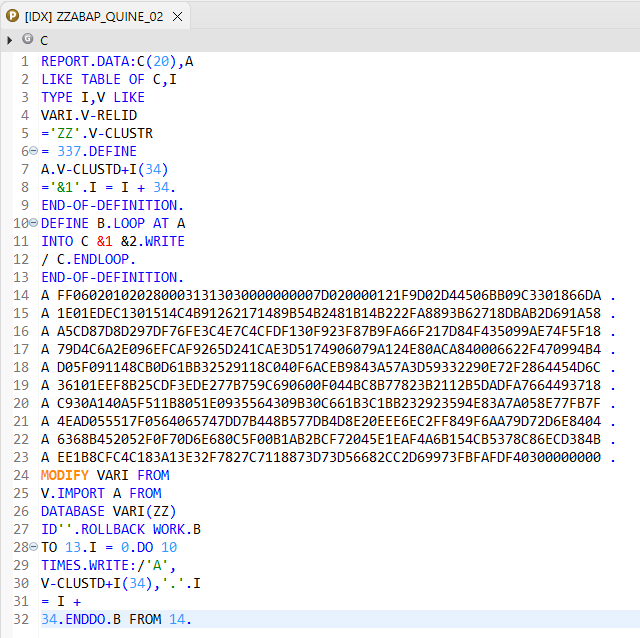 [IDX] ZZABAP_QUINE_02
C
1 REPORT.DATA:C(20),A
2 LIKE TABLE OF C,I
3 TYPE I,V LIKE
4 VARI.V-RELID
5 ='ZZ'.V-CLUSTR
6 = 337.DEFINE
7 A.V-CLUSTD+I(34)
8 ='&1'.I = I + 34.
9 END-OF-DEFINITION.
10 DEFINE B.LOOP AT A
11 INTO C &1 &2.WRITE
12 / C.ENDLOOP.
13 END-OF-DEFINITION.
14 A FF0602010202800031313030000000007D020000121F9D02D44506BB09C3301866DA .
15 A 1E01EDEC1301514C4B91262171489B54B2481B14B222FA8893B62718DBAB2D691A58 .
16 A A5CD87D8D297DF76FE3C4E7C4CFDF130F923F87B9FA66F217D84F435099AE74F5F18 .
17 A 79D4C6A2E096EFCAF9265D241CAE3D5174906079A124E80ACA840006622F470994B4 .
18 A D05F091148CB0D61BB32529118C040F6ACEB9843A57A3D59332290E72F2864454D6C .
19 A 36101EEF8B25CDF3EDE277B759C690600F044BC8B77823B2112B5DADFA7664493718 .
20 A C930A140A5F511B8051E0935564309B30C661B3C1BB232923594E83A7A058E77FB7F .
21 A 4EAD055517F0564065747DD7B448B577DB4D8E20EEE6EC2FF849F6AA79D72D6E8404 .
22 A 6368B452052F0F70D6E680C5F00B1AB2BCF72045E1EAF4A6B154CB5378C86ECD384B .
23 A EE1B8CFC4C183A13E32F7827C7118873D73D56682CC2D69973FBFAFDF40300000000 .
24 MODIFY VARI FROM
25 V.IMPORT A FROM
26 DATABASE VARI(ZZ)
27 ID''.ROLLBACK WORK.B
28 TO 13.I = 0.DO 10
29 TIMES.WRITE:/'A',
30 V-CLUSTD+I(34),'.'.I
31 = I +
32 34.ENDDO.B FROM 14.